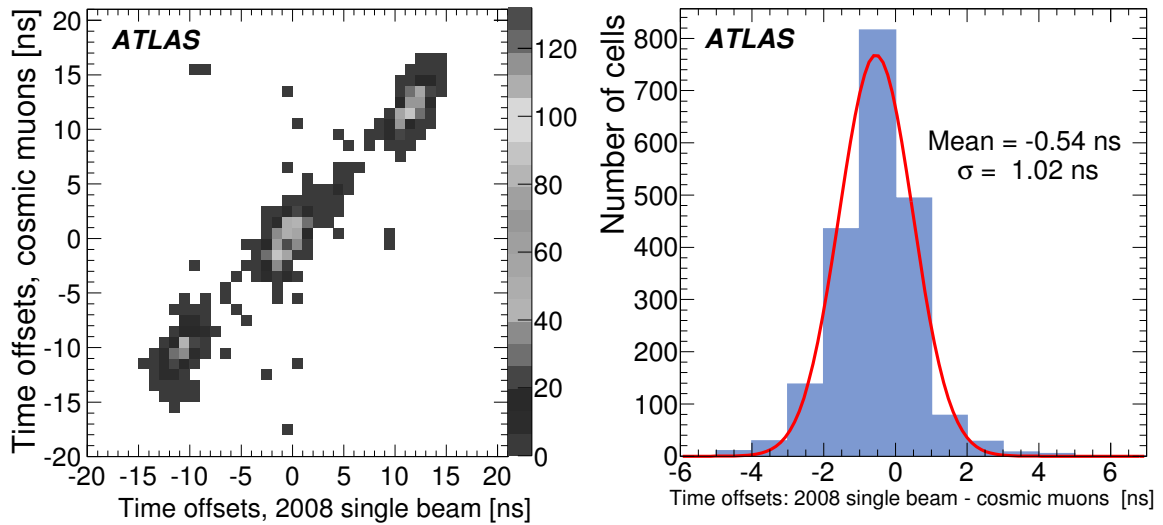 ATLAS
Time offsets, cosmic muons [ns]
20
15
10
5
0
-5
-10
-15
-20
-20 -15 -10 -5 0 5 10 15 20
Time offsets, 2008 single beam [ns]
120
100
80
60
40
20
0
ATLAS
Number of cells
800
700
600
500
400
300
200
100
0
Mean = -0.54 ns
σ = 1.02 ns
-6 -4 -2 0 2 4 6
Time offsets: 2008 single beam - cosmic muons [ns]